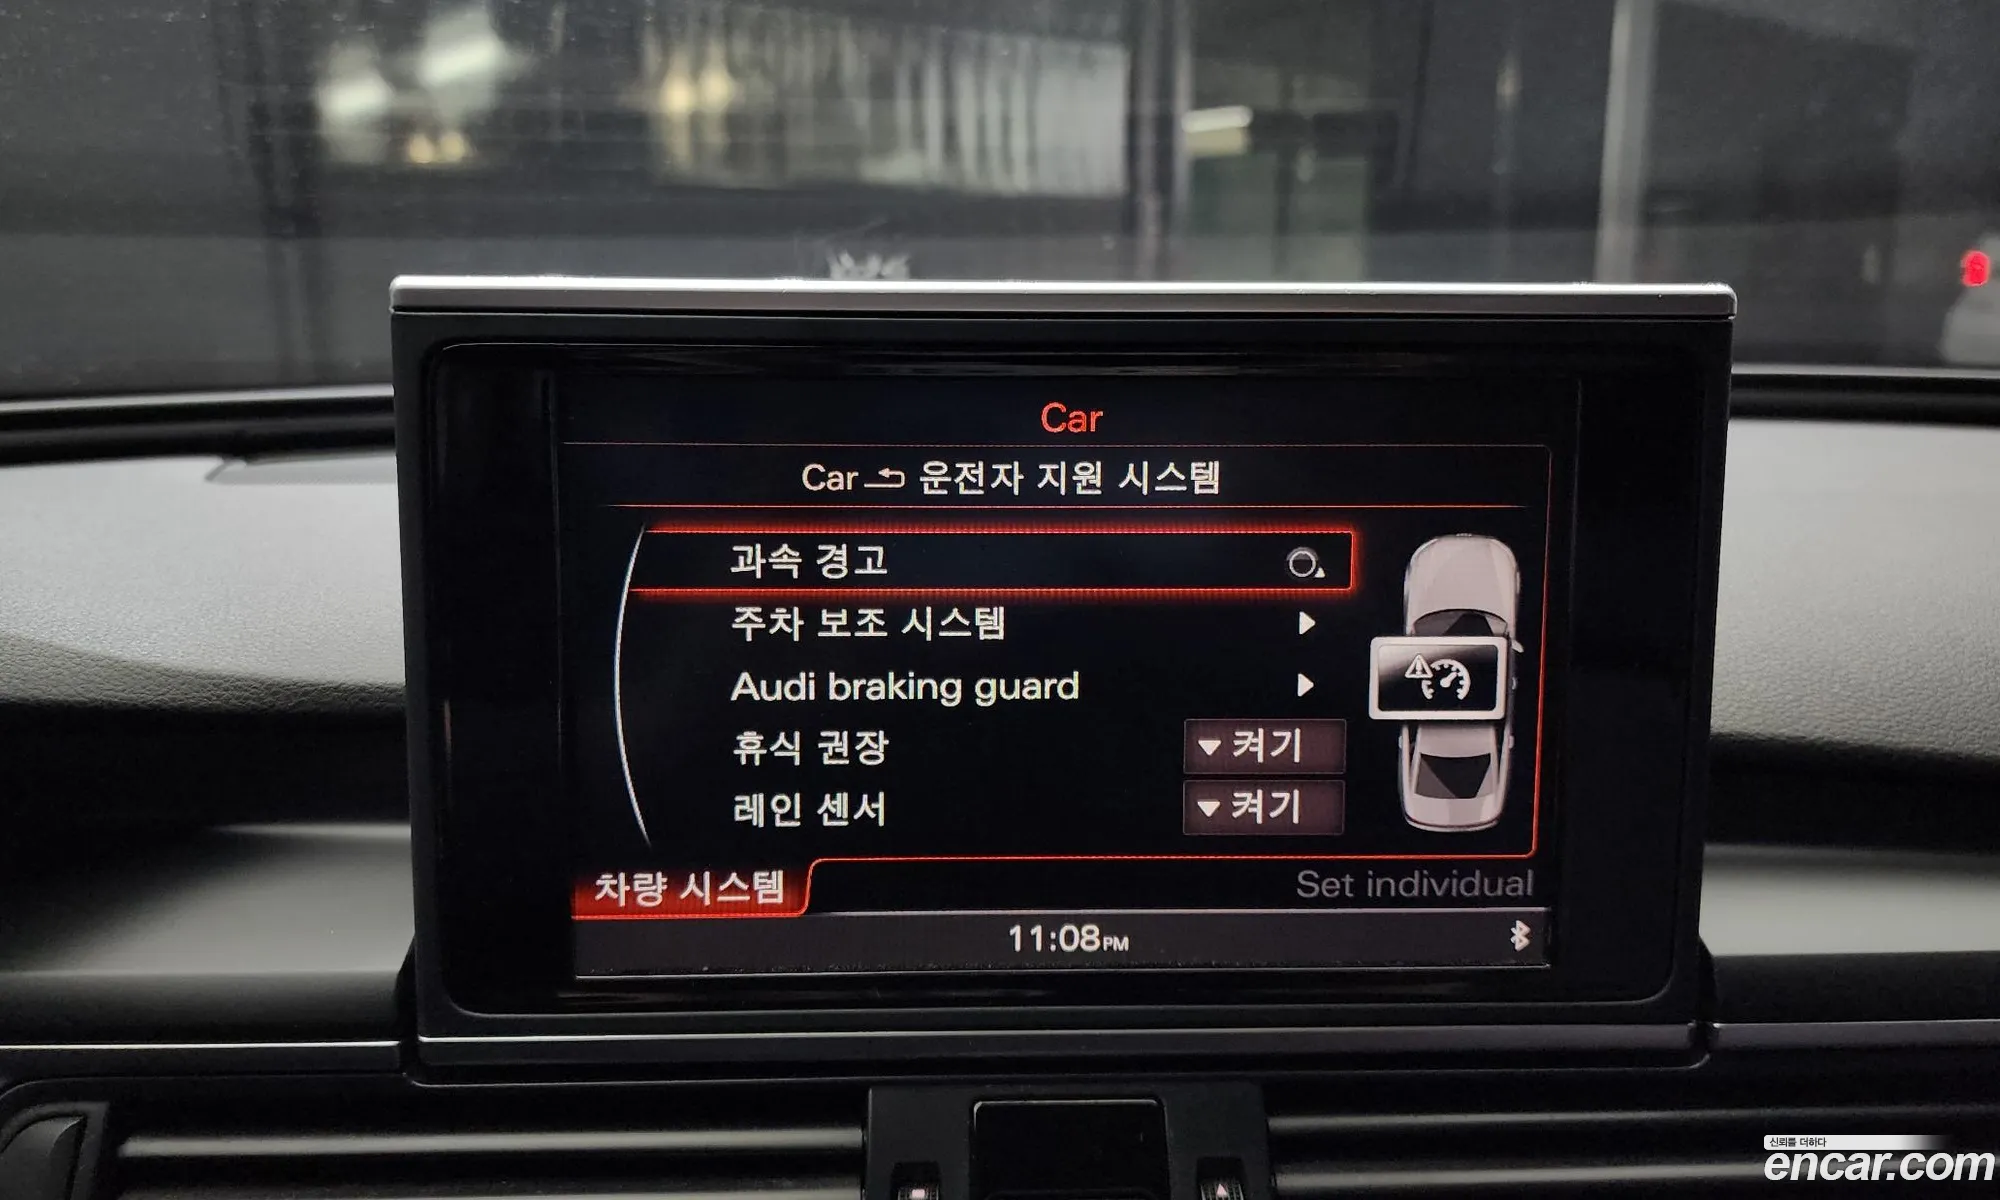 Car
Car 운전자 지원 시스템
과속 경고
주차 보조 시스템
Audi braking guard
휴식 권장 켜기
레인 센서 켜기
차량 시스템 Set individual
11:08PM
신뢰를 더하다
encar.com